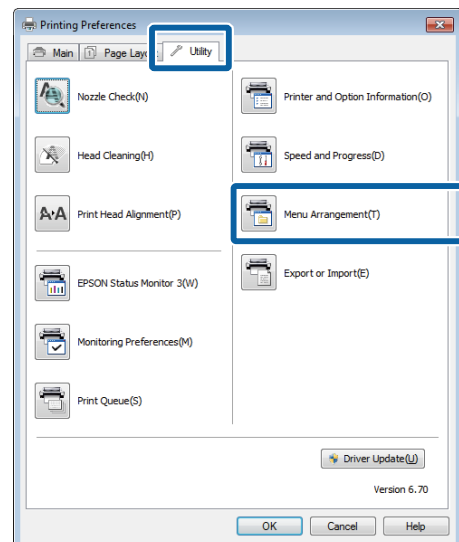 Printing Preferences
Main
Page Lay
Utility
Nozzle Check(N)
Printer and Option Information(O)
Head Cleaning(H)
Speed and Progress(D)
A
A
Print Head Alignment(P)
Menu Arrangement(T)
EPSON Status Monitor 3(W)
Export or Import(E)
Monitoring Preferences(M)
Print Queue(S)
Driver Update(U)
Version 6.70
OK
Cancel
Help